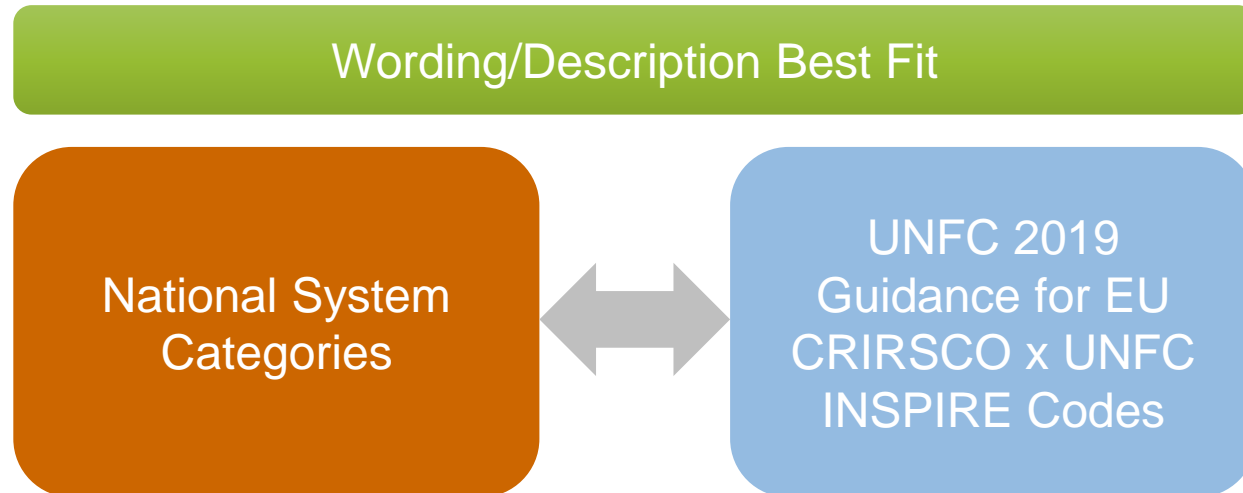 Wording/Description Best Fit
National System
Categories
UNFC 2019
Guidance for EU
CRIRSCO x UNFC
INSPIRE Codes